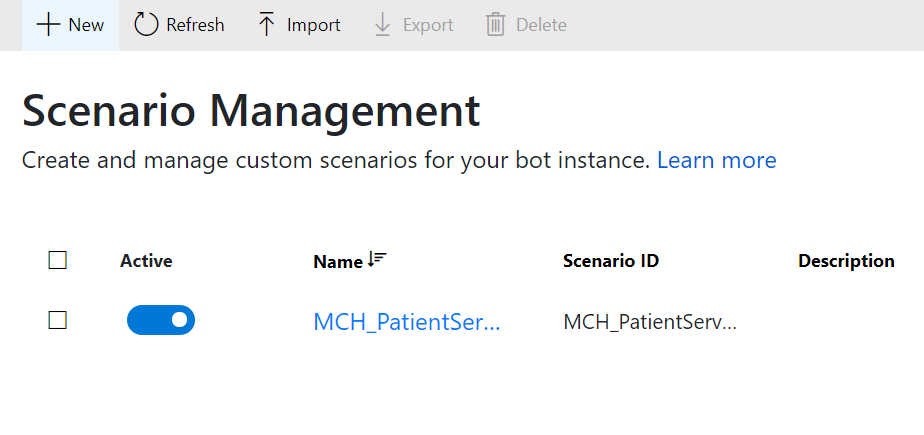 New Refresh Import Export Delete
Scenario Management
Create and manage custom scenarios for your bot instance. Learn more
Active Name Scenario ID Description
MCH_PatientSer... MCH_PatientServ...